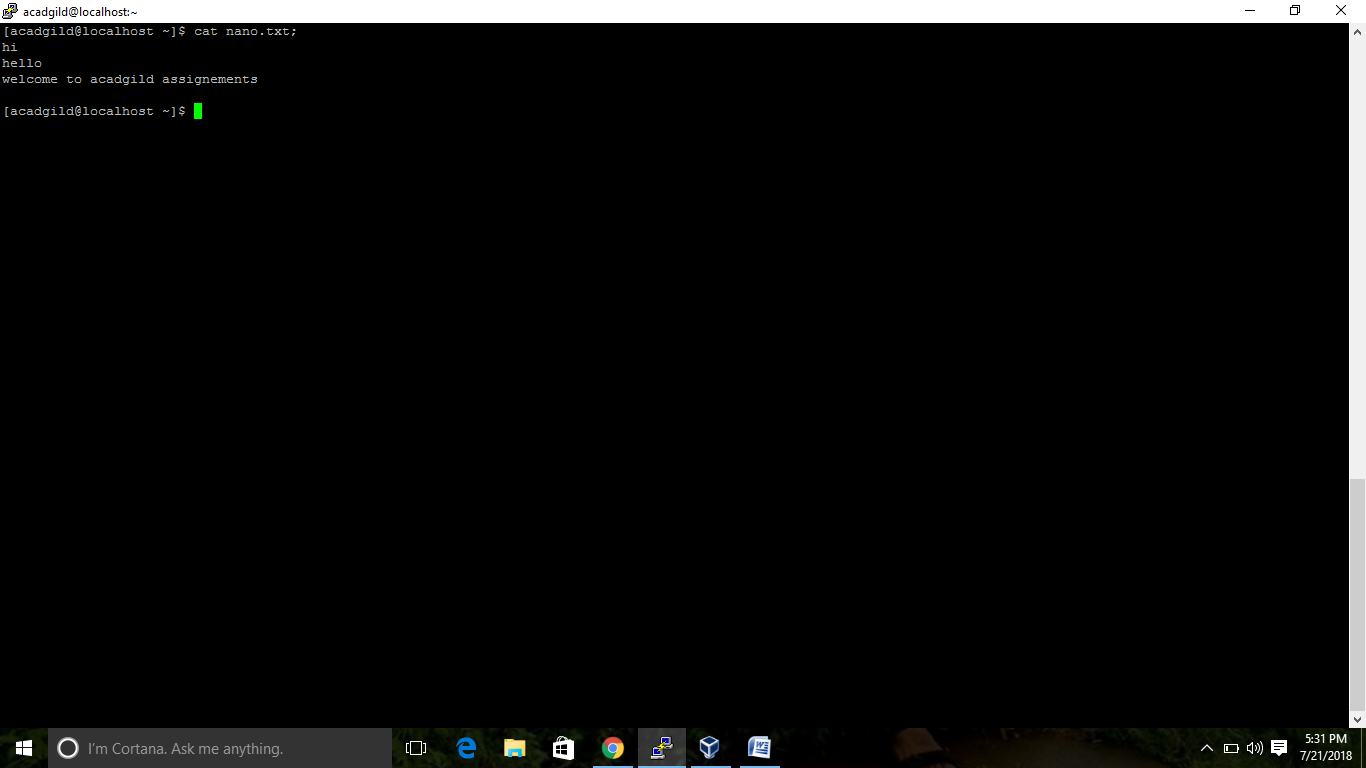 acadgild@localhost:~
[acadgild@localhost ~]$ cat nano.txt;
hi
hello
welcome to acadgild assignements
[acadgild@localhost ~]$
I'm Cortana. Ask me anything.
5:31 PM
7/21/2018